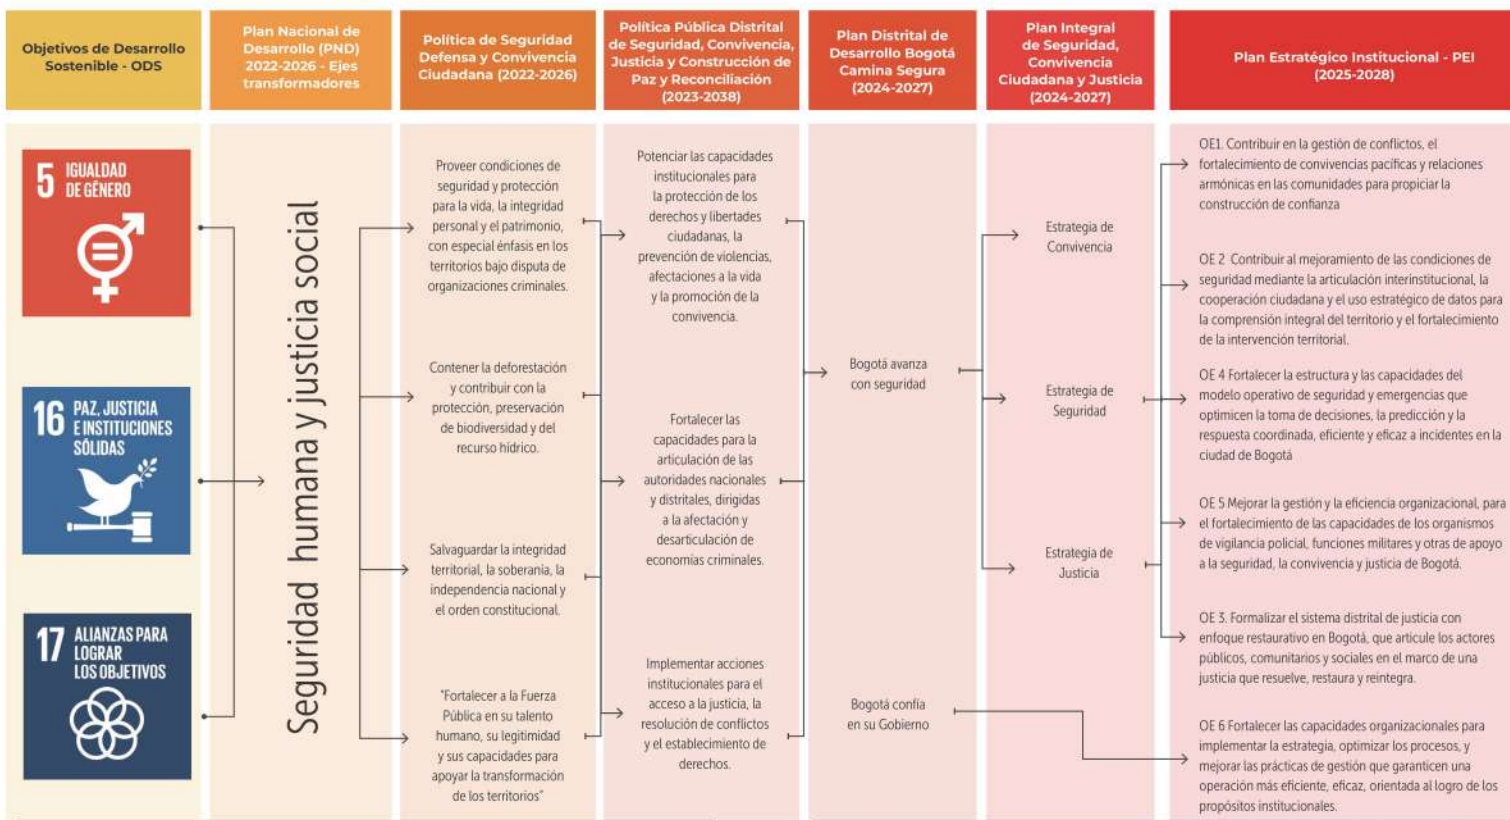 Objetivos de Desarrollo
Sostenible - ODS
Plan Nacional de
Desarrollo (PND)
2022-2026 - Ejes
transformadores
Política de Seguridad
Defensa y Convivencia
Ciudadana (2022-2026)
Política Pública Distrital
de Seguridad, Convivencia,
Justicia y Construcción de
Paz y Reconciliación
(2023-2038)
Plan Distrital de
Desarrollo Bogotá
Camina Segura
(2024-2027)
Plan Integral
de Seguridad,
Convivencia
Ciudadana y Justicia
(2024-2027)
Plan Estratégico Institucional - PEI
(2025-2028)
5 IGUALDAD
DE GÉNERO
16 PAZ, JUSTICIA
E INSTITUCIONES
SÓLIDAS
17 ALIANZAS PARA
LOGRAR
LOS OBJETIVOS
Seguridad humana y justicia social
Proveer condiciones de
seguridad y protección
para la vida, la integridad
personal y el patrimonio,
con especial énfasis en los
territorios bajo disputa de
organizaciones criminales.
Contener la deforestación
y contribuir con la
protección, preservación
de biodiversidad y del
recurso hídrico.
Salvaguardar la integridad
territorial, la soberanía, la
independencia nacional y
el orden constitucional.
"Fortalecer a la Fuerza
Pública en su talento
humano, su legitimidad
y sus capacidades para
apoyar la transformación
de los territorios"
Potenciar las capacidades
institucionales para
la protección de los
derechos y libertades
ciudadanas, la
prevención de violencias,
afectaciones a la vida
y la promoción de la
convivencia.
Fortalecer las
capacidades para la
articulación de las
autoridades nacionales
y distritales, dirigidas
a la afectación y
desarticulación de
economías criminales.
Implementar acciones
institucionales para el
acceso a la justicia, la
resolución de conflictos
y el establecimiento de
derechos.
Bogotá avanza
con seguridad
Bogotá confía
en su Gobierno
Estrategia de
Convivencia
Estrategia de
Seguridad
Estrategia de
Justicia
OE1. Contribuir en la gestión de conflictos, el
fortalecimiento de convivencias pacíficas y relaciones
armónicas en las comunidades para propiciar la
construcción de confianza
OE 2 Contribuir al mejoramiento de las condiciones de
seguridad mediante la articulación interinstitucional, la
cooperación ciudadana y el uso estratégico de datos para
la comprensión integral del territorio y el fortalecimiento
de la intervención territorial.
OE 4 Fortalecer la estructura y las capacidades del
modelo operativo de seguridad y emergencias que
optimicen la toma de decisiones, la predicción y la
respuesta coordinada, eficiente y eficaz a incidentes en la
ciudad de Bogotá
OE 5 Mejorar la gestión y la eficiencia organizacional, para
el fortalecimiento de las capacidades de los organismos
de vigilancia policial, funciones militares y otras de apoyo
a la seguridad, la convivencia y justicia de Bogotá.
OE 3. Formalizar el sistema distrital de justicia con
enfoque restaurativo en Bogotá, que articule los actores
públicos, comunitarios y sociales en el marco de una
justicia que resuelve, restaura y reintegra.
OE 6 Fortalecer las capacidades organizacionales para
implementar la estrategia, optimizar los procesos, y
mejorar las prácticas de gestión que garanticen una
operación más eficiente, eficaz, orientada al logro de los
propósitos institucionales.